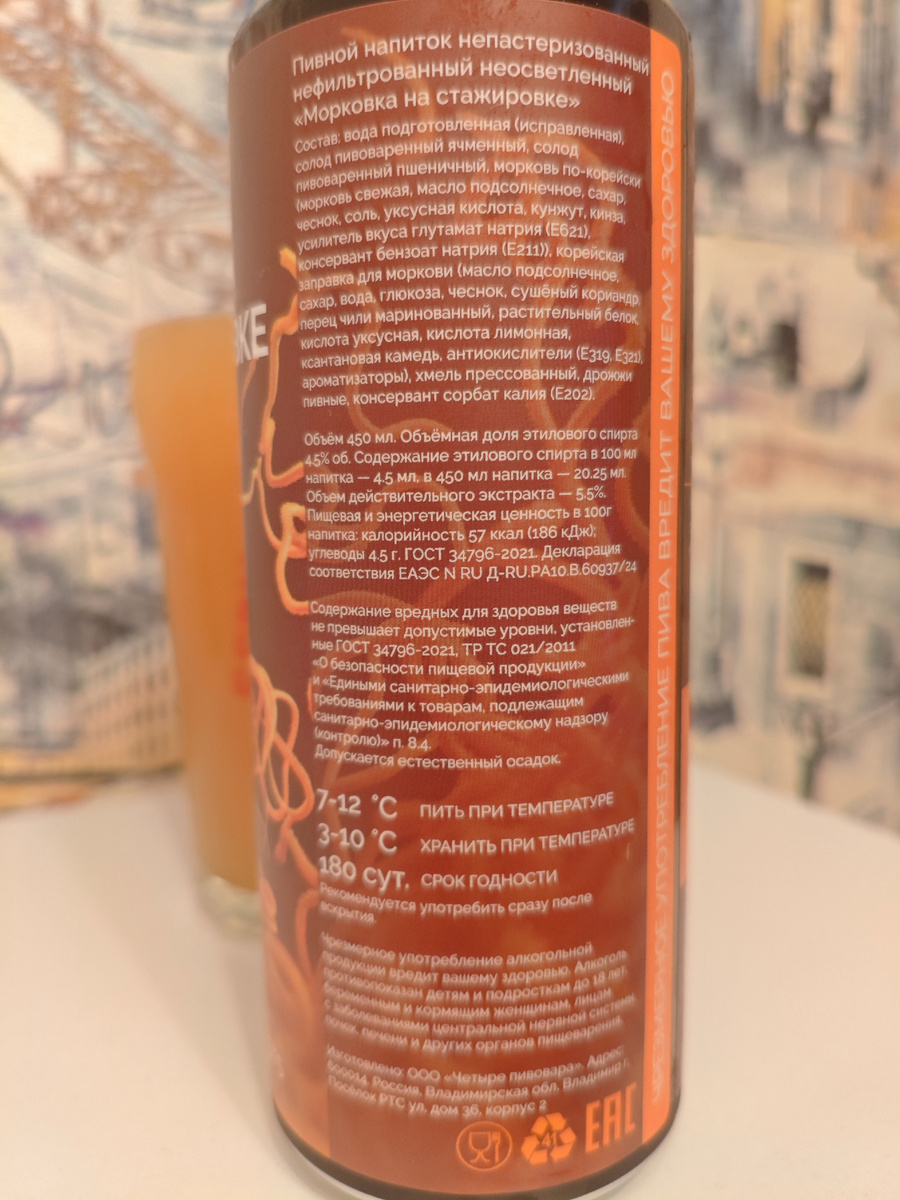 Пивной напиток непастеризованный
нефильтрованный неосветленный
«Морковка на стажировке»
Состав: вода подготовленная (исправленная),
солод пивоваренный ячменный, солод
пивоваренный пшеничный, морковь по-корейски
(морковь свежая, масло подсолнечное, сахар,
чеснок, соль, уксусная кислота, кунжут, кинза,
усилитель вкуса глутамат натрия (Е621),
консервант бензоат натрия (Е211)), корейская
заправка для моркови (масло подсолнечное,
сахар, вода, глюкоза, чеснок, сушёный кориандр,
перец чили маринованный, растительный белок,
кислота уксусная, кислота лимонная,
ксантановая камедь, антиокислители (Е319, Е321),
ароматизаторы), хмель прессованный, дрожжи
пивные, консервант сорбат калия (Е202).
Объём 450 мл. Объёмная доля этилового спирта
4.5% об. Содержание этилового спирта в 100 мл
напитка — 4.5 мл, в 450 мл напитка — 20.25 мл.
Объем действительного экстракта — 5.5%.
Пищевая и энергетическая ценность в 100г
напитка: калорийность 57 ккал (186 кДж);
углеводы 4.5 г. ГОСТ 34796-2021. Декларация
соответствия ЕАЭС N RU Д-RU.РА10.В.60937/24
Содержание вредных для здоровья веществ
не превышает допустимые уровни, установлен-
ные ГОСТ 34796-2021, ТР ТС 021/2011
«О безопасности пищевой продукции»
и «Едиными санитарно-эпидемиологическими
требованиями к товарам, подлежащим
санитарно-эпидемиологическому надзору
(контролю)» п. 8.4.
Допускается естественный осадок.
7-12 °C ПИТЬ ПРИ ТЕМПЕРАТУРЕ
3-10 °C ХРАНИТЬ ПРИ ТЕМПЕРАТУРЕ
180 сут. СРОК ГОДНОСТИ
Рекомендуется употребить сразу после
вскрытия.
Чрезмерное употребление алкогольной
продукции вредит вашему здоровью. Алкоголь
противопоказан детям и подросткам до 18 лет,
беременным и кормящим женщинам, лицам
с заболеваниями центральной нервной системы,
почек, печени и других органов пищеварения.
Изготовлено: ООО «Четыре пивовара». Адрес:
600014, Россия, Владимирская обл, Владимир г,
Посёлок РТС ул, дом 36, корпус 2
41
EAC
ЧРЕЗМЕРНОЕ УПОТРЕБЛЕНИЕ ПИВА ВРЕДИТ ВАШЕМУ ЗДОРОВЬЮ